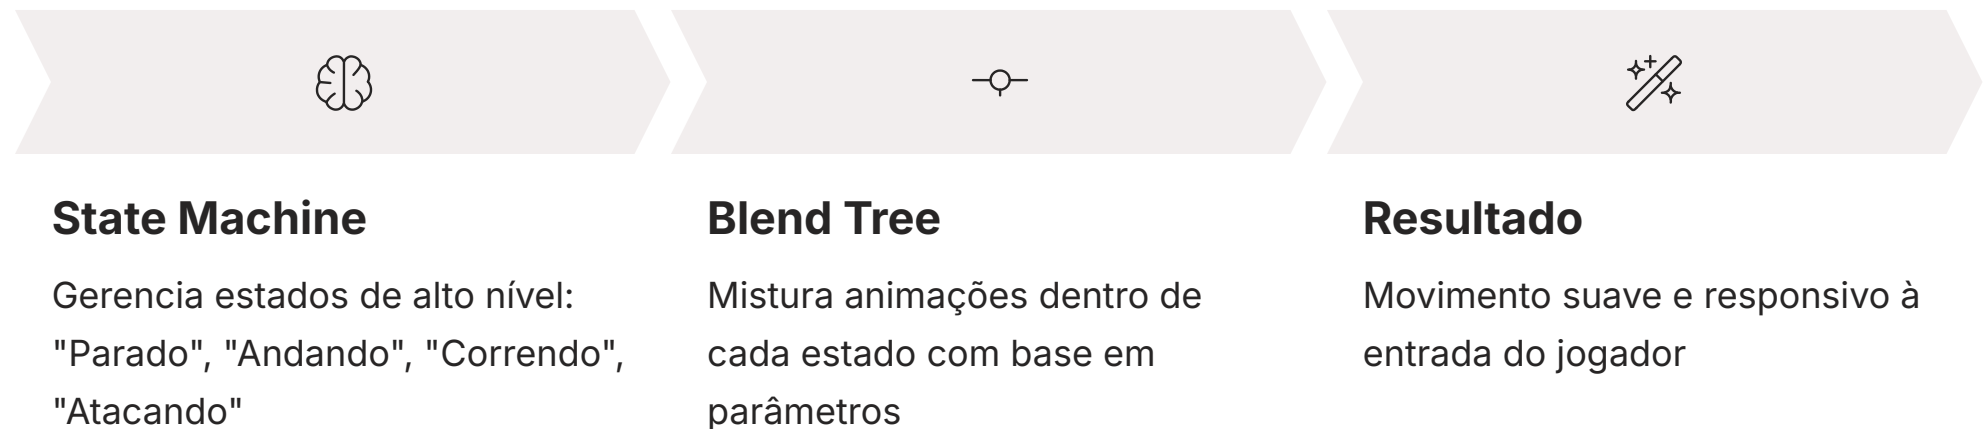 State Machine
Gerencia estados de alto nível:
"Parado", "Andando", "Correndo",
"Atacando"
Blend Tree
Mistura animações dentro de
cada estado com base em
parâmetros
Resultado
Movimento suave e responsivo à
entrada do jogador